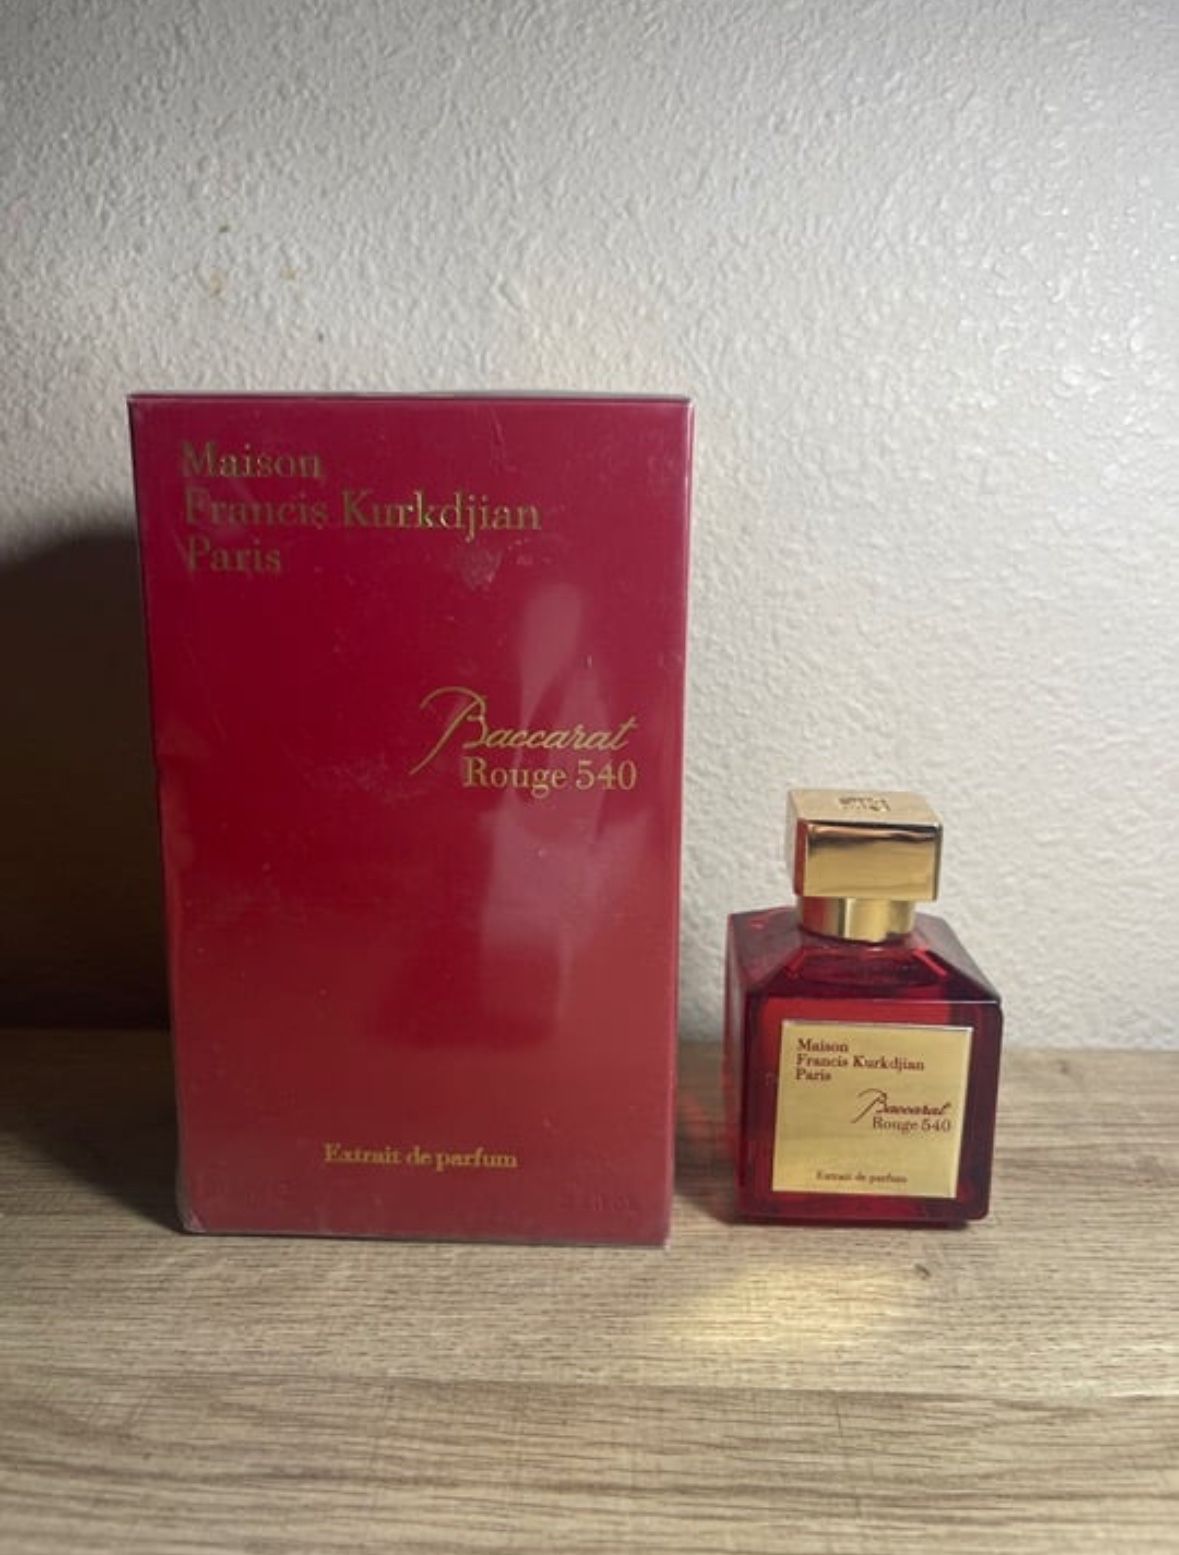 Maison
Francis Kurkdjian
Paris
Baccarat
Rouge 540
Extrait de parfum
Maison
Francis Kurkdjian
Paris
Baccarat
Rouge 540
Extrait de parfum